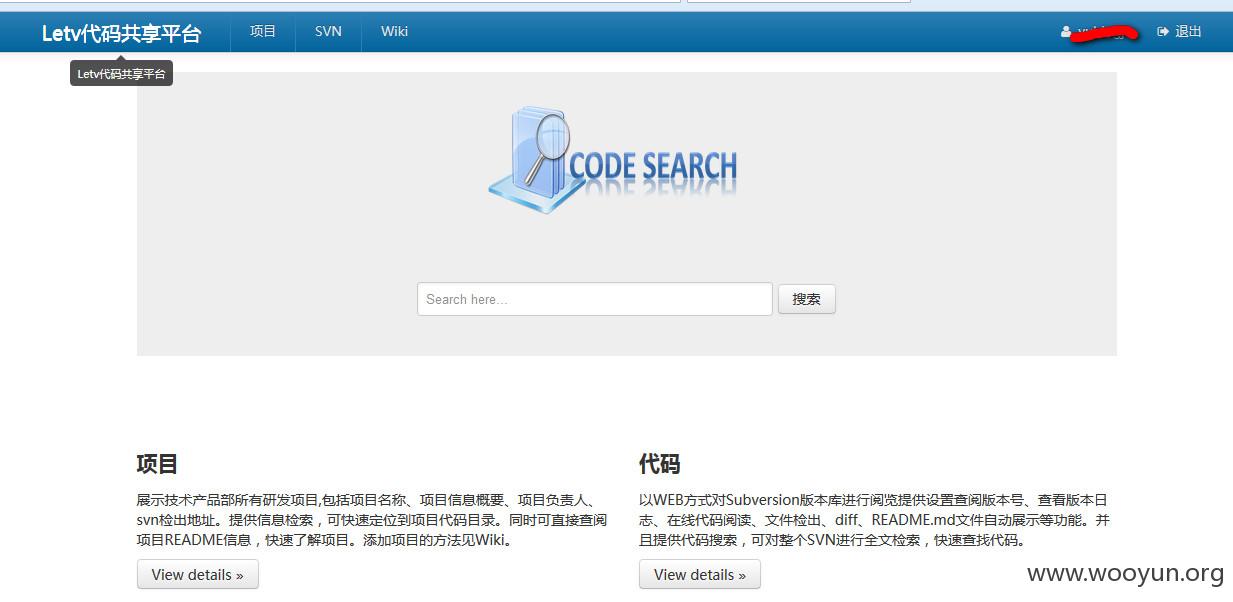 Letv代码共享平台
项目
SVN
Wiki
退出
Letv代码共享平台
CODE SEARCH
Search here...
搜索
项目
展示技术产品部所有研发项目,包括项目名称、项目信息概要、项目负责人、
svn检出地址。提供信息检索，可快速定位到项目代码目录。同时可直接查阅
项目README信息，快速了解项目。添加项目的方法见Wiki。
View details »
代码
以WEB方式对Subversion版本库进行阅览提供设置查阅版本号、查看版本日
志、在线代码阅读、文件检出、diff、README.md文件自动展示等功能。并
且提供代码搜索，可对整个SVN进行全文检索，快速查找代码。
View details »
www.wooyun.org